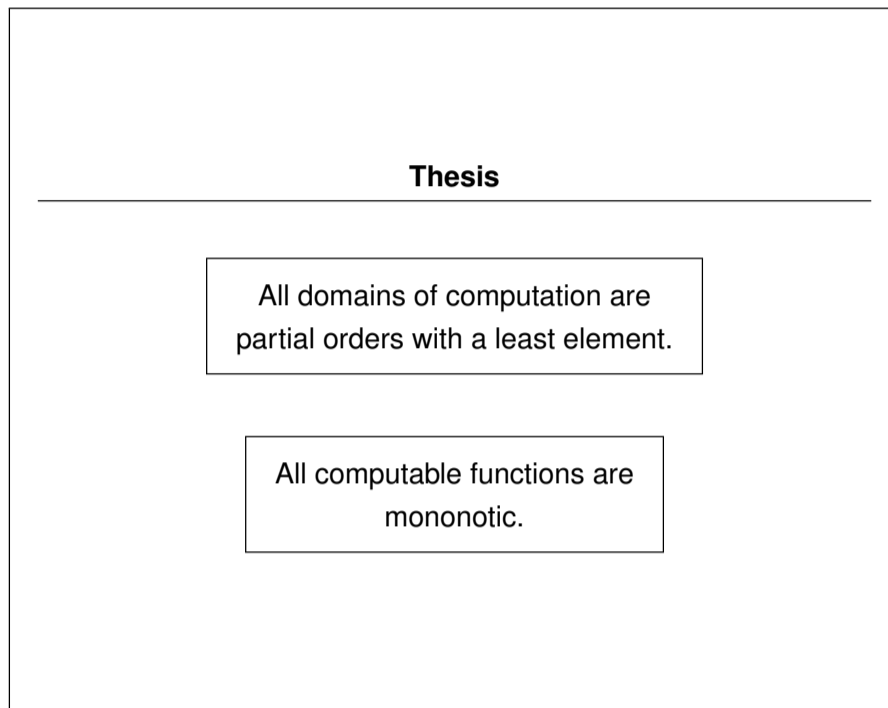 Thesis
All domains of computation are
partial orders with a least element.
All computable functions are
mononotic.